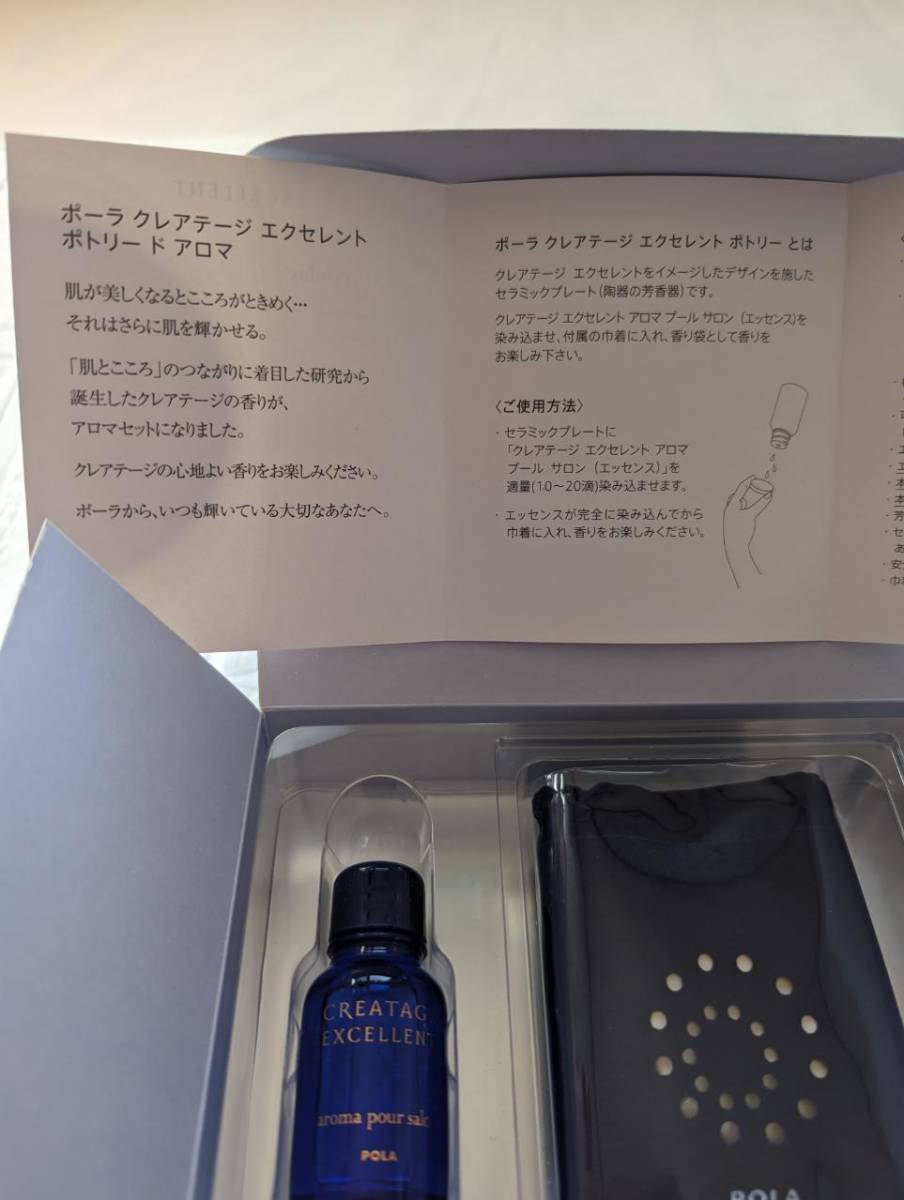 ポーラ クレアテージ エクセレント
ポトリー ド アロマ
肌が美しくなるとこころがときめく…
それはさらに肌を輝かせる。
「肌とこころ」のつながりに着目した研究から
誕生したクレアテージの香りが、
アロマセットになりました。
クレアテージの心地よい香りをお楽しみください。
ポーラから、いつも輝いている大切なあなたへ。
ポーラ クレアテージ エクセレント ポトリー とは
クレアテージ エクセレントをイメージしたデザインを施した
セラミックプレート（陶器の芳香器）です。
クレアテージ エクセレント アロマ プール サロン（エッセンス）を
染み込ませ、付属の巾着に入れ、香り袋として香りを
お楽しみ下さい。
〈ご使用方法〉
・セラミックプレートに
「クレアテージ エクセレント アロマ
プール サロン（エッセンス）」を
適量(10～20滴)染み込ませます。
・エッセンスが完全に染み込んでから
巾着に入れ、香りをお楽しみください。
CREATAG
EXCELLENT
aroma pour salo
POLA
POLA